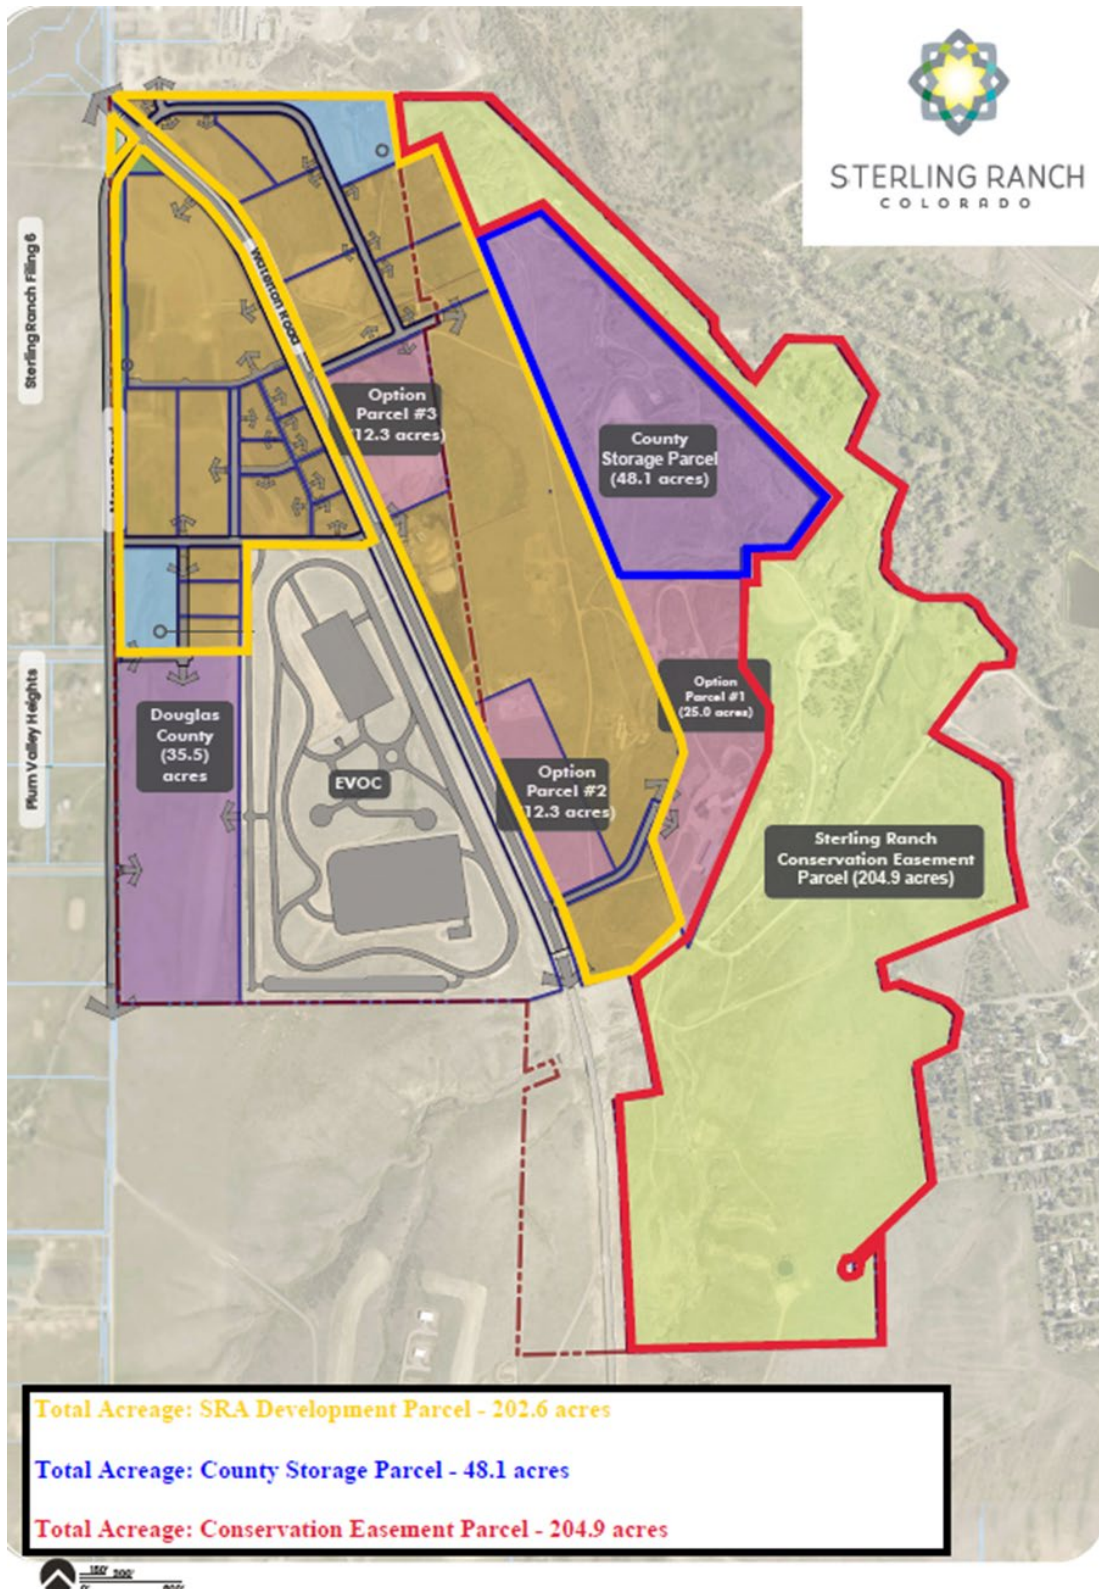 STERLING RANCH
COLORADO
Sterling Ranch Filing 6
Waterton Road
Option
Parcel #3
(12.3 acres)
County
Storage Parcel
(48.1 acres)
Option
Parcel #1
(25.0 acres)
Plum Valley Heights
Douglas
County
(35.5)
acres
EVOC
Option
Parcel #2
12.3 acres)
Sterling Ranch
Conservation Easement
Parcel (204.9 acres)
Total Acreage: SRA Development Parcel - 202.6 acres
Total Acreage: County Storage Parcel - 48.1 acres
Total Acreage: Conservation Easement Parcel - 204.9 acres
150' 300'